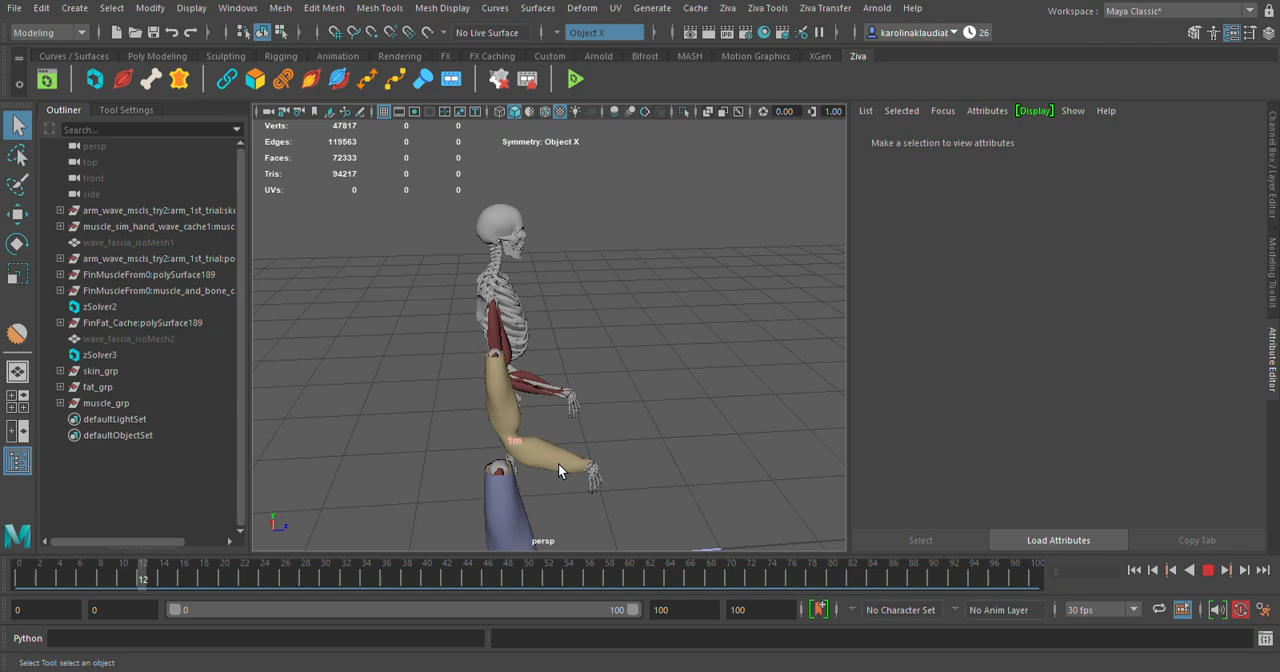 File Edit Create Select Modify Display Windows Mesh Edit Mesh Mesh Tools Mesh Display Curves Surfaces Deform UV Generate Cache Ziva Ziva Tools Ziva Transfer Arnold Help Workspace : Maya Classic*
Modeling No Live Surface Object X karolinaklaudiat 26
Curves / Surfaces Poly Modeling Sculpting Rigging Animation Rendering FX FX Caching Custom Arnold Bifrost MASH Motion Graphics XGen Ziva
Outliner Tool Settings
Search...
persp
top
front
side
arm_wave_mscls_try2:arm_1st_trial:ske
muscle_sim_hand_wave_cache1:musc
wave_fascia_isoMesh1
arm_wave_mscls_try2:arm_1st_trial:po
FinMuscleFrom0:polySurface189
FinMuscleFrom0:muscle_and_bone_c
zSolver2
FinFat_Cache:polySurface189
wave_fascia_isoMesh2
zSolver3
skin_grp
fat_grp
muscle_grp
defaultLightSet
defaultObjectSet
0.00 1.00
Verts: 47817 0 0
Edges: 119563 0 0
Faces: 72333 0 0
Tris: 94217 0 0
UVs: 0 0 0
Symmetry: Object X
1m
y
z
persp
List Selected Focus Attributes [Display] Show Help
Make a selection to view attributes
Select Load Attributes Copy Tab
Channel Box / Layer Editor
Modeling Toolkit
Attribute Editor
0 2 4 6 8 10 12 14 16 18 20 22 24 26 28 30 32 34 36 38 40 42 44 46 48 50 52 54 56 58 60 62 64 66 68 70 72 74 76 78 80 82 84 86 88 90 92 94 96 98 100
12
0
0 0 0 100 100 100 No Character Set No Anim Layer 30 fps
Python
Select Tool: select an object